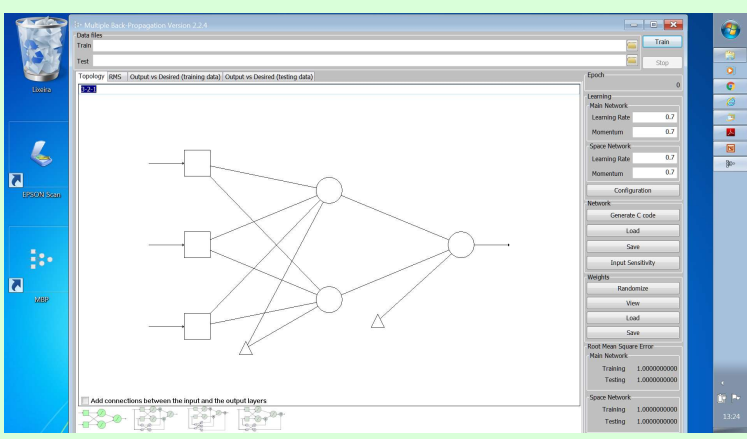 Multiple Back-Propagation Version 2.2.4
Data files
Train
Train
Test
Stop
Topology RMS Output vs Desired (training data) Output vs Desired (testing data)
3-2-1
Epoch
0
Learning
Main Network
Learning Rate 0.7
Momentum 0.7
Space Network
Learning Rate 0.7
Momentum 0.7
Configuration
Network
Generate C code
Load
Save
Input Sensitivity
Weights
Randomize
View
Load
Save
Root Mean Square Error
Main Network
Training 1.0000000000
Testing 1.0000000000
Space Network
Training 1.0000000000
Testing 1.0000000000
Add connections between the input and the output layers
Lixeira
EPSON Scan
MBP
13:24